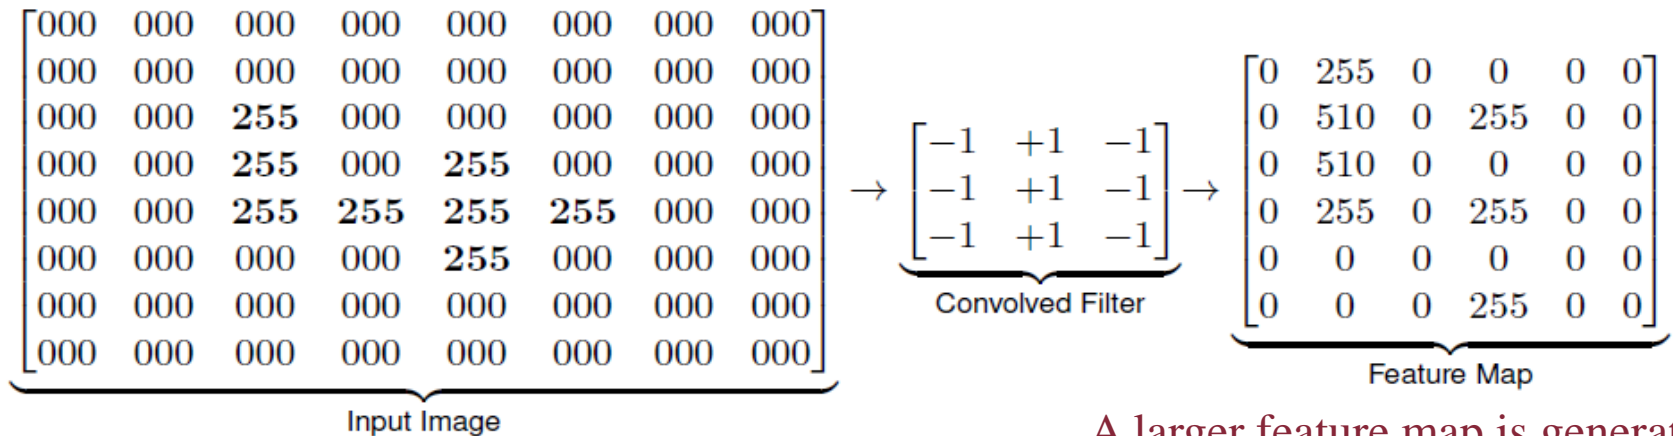 000 000 000 000 000 000 000 000
000 000 000 000 000 000 000 000
000 000 255 000 000 000 000 000
000 000 255 000 255 000 000 000
000 000 255 255 255 255 000 000
000 000 000 000 255 000 000 000
000 000 000 000 000 000 000 000
000 000 000 000 000 000 000 000
Input Image
→
−1 +1 −1
−1 +1 −1
−1 +1 −1
Convolved Filter
→
0 255 0 0 0 0
0 510 0 255 0 0
0 510 0 0 0 0
0 255 0 255 0 0
0 0 0 0 0 0
0 0 0 255 0 0
Feature Map
A larger feature map is